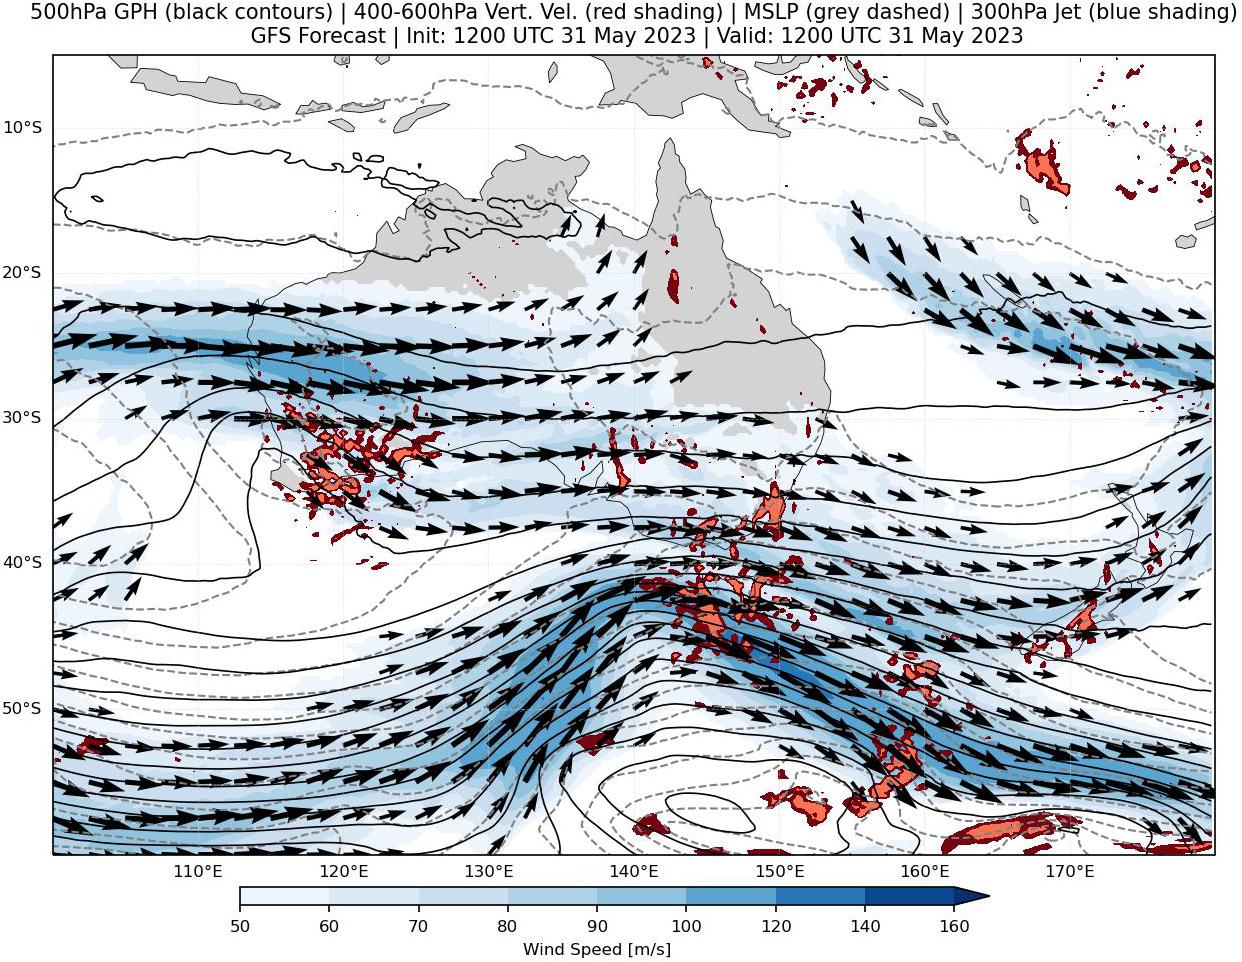 500hPa GPH (black contours) | 400-600hPa Vert. Vel. (red shading) | MSLP (grey dashed) | 300hPa Jet (blue shading)
GFS Forecast | Init: 1200 UTC 31 May 2023 | Valid: 1200 UTC 31 May 2023
10°S
20°S
30°S
40°S
50°S
110°E 120°E 130°E 140°E 150°E 160°E 170°E
50 60 70 80 90 100 120 140 160
Wind Speed [m/s]